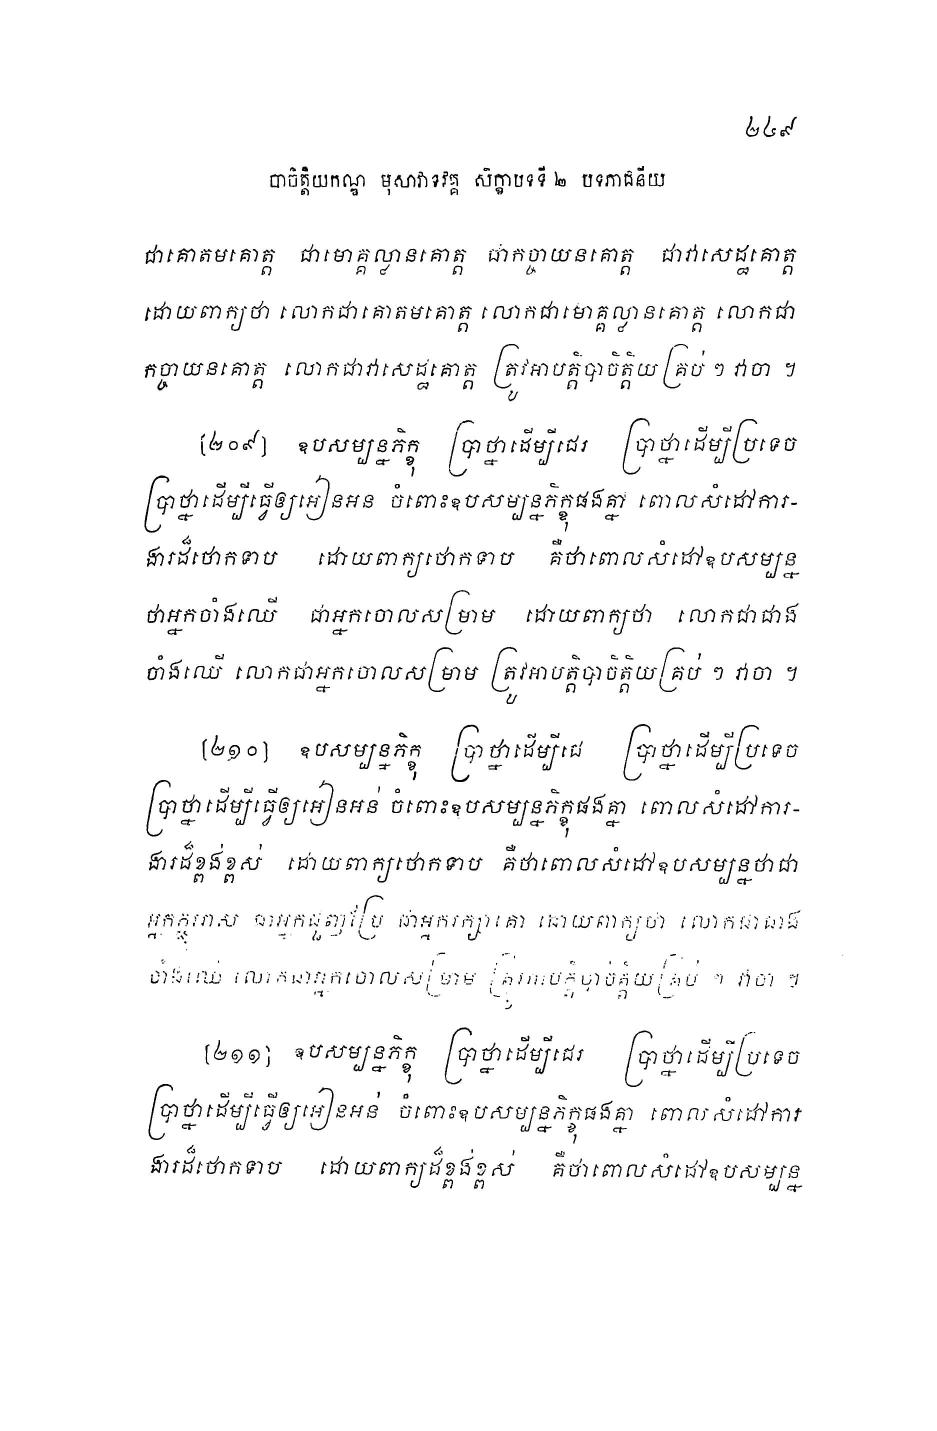 ២៤៩
បាចិត្តិយកណ្ឌ មុសាវាទវគ្គ សិក្ខាបទទី ២ បទភាជនីយ
ជាគោតមគោត្ត ជាមោគ្គល្លានគោត្ត ជាកច្ចាយនគោត្ត ជាវាសេដ្ឋគោត្ត
ដោយពាក្យថា លោកជាគោតមគោត្ត លោកជាមោគ្គល្លានគោត្ត លោកជា
កច្ចាយនគោត្ត លោកជាវាសេដ្ឋគោត្ត ត្រូវអាបត្តិបាចិត្តិយគ្រប់ ៗ វាចា ។
[២០៩] ឧបសម្បន្នភិក្ខុ ប្រាថ្នាដើម្បីជេរ ប្រាថ្នាដើម្បីប្រទេច
ប្រាថ្នាដើម្បីធ្វើឲ្យអៀនអន ចំពោះឧបសម្បន្នភិក្ខុផងគ្នា ពោលសំដៅការ-
ងារដ៏ថោកទាប ដោយពាក្យថោកទាប គឺថាពោលសំដៅឧបសម្បន្ន
ថាអ្នកចាំងឈើ ជាអ្នកចោលសម្រាម ដោយពាក្យថា លោកជាជាង
ចាំងឈើ លោកជាអ្នកចោលសម្រាម ត្រូវអាបត្តិបាចិត្តិយគ្រប់ ៗ វាចា ។
[២១០] ឧបសម្បន្នភិក្ខុ ប្រាថ្នាដើម្បីជេ ប្រាថ្នាដើម្បីប្រទេច
ប្រាថ្នាដើម្បីធ្វើឲ្យអៀនអន់ ចំពោះឧបសម្បន្នភិក្ខុផងគ្នា ពោលសំដៅការ-
ងារដ៏ខ្ពង់ខ្ពស់ ដោយពាក្យថោកទាប គឺថាពោលសំដៅឧបសម្បន្នថាជា
អ្នកភ្ជួររាស ជាអ្នកជួញប្រែ ជាអ្នករក្សាគោ ដោយពាក្យថា លោកជាជាង
ចាំងឈើ លោកជាអ្នកចោលសម្រាម ត្រូវអាបត្តិបាចិត្តិយគ្រប់ ៗ វាចា ។
[២១១] ឧបសម្បន្នភិក្ខុ ប្រាថ្នាដើម្បីជេរ ប្រាថ្នាដើម្បីប្រទេច
ប្រាថ្នាដើម្បីធ្វើឲ្យអៀនអន់ ចំពោះឧបសម្បន្នភិក្ខុផងគ្នា ពោលសំដៅការ
ងារដ៏ថោកទាប ដោយពាក្យដ៏ខ្ពង់ខ្ពស់ គឺថាពោលសំដៅឧបសម្បន្ន